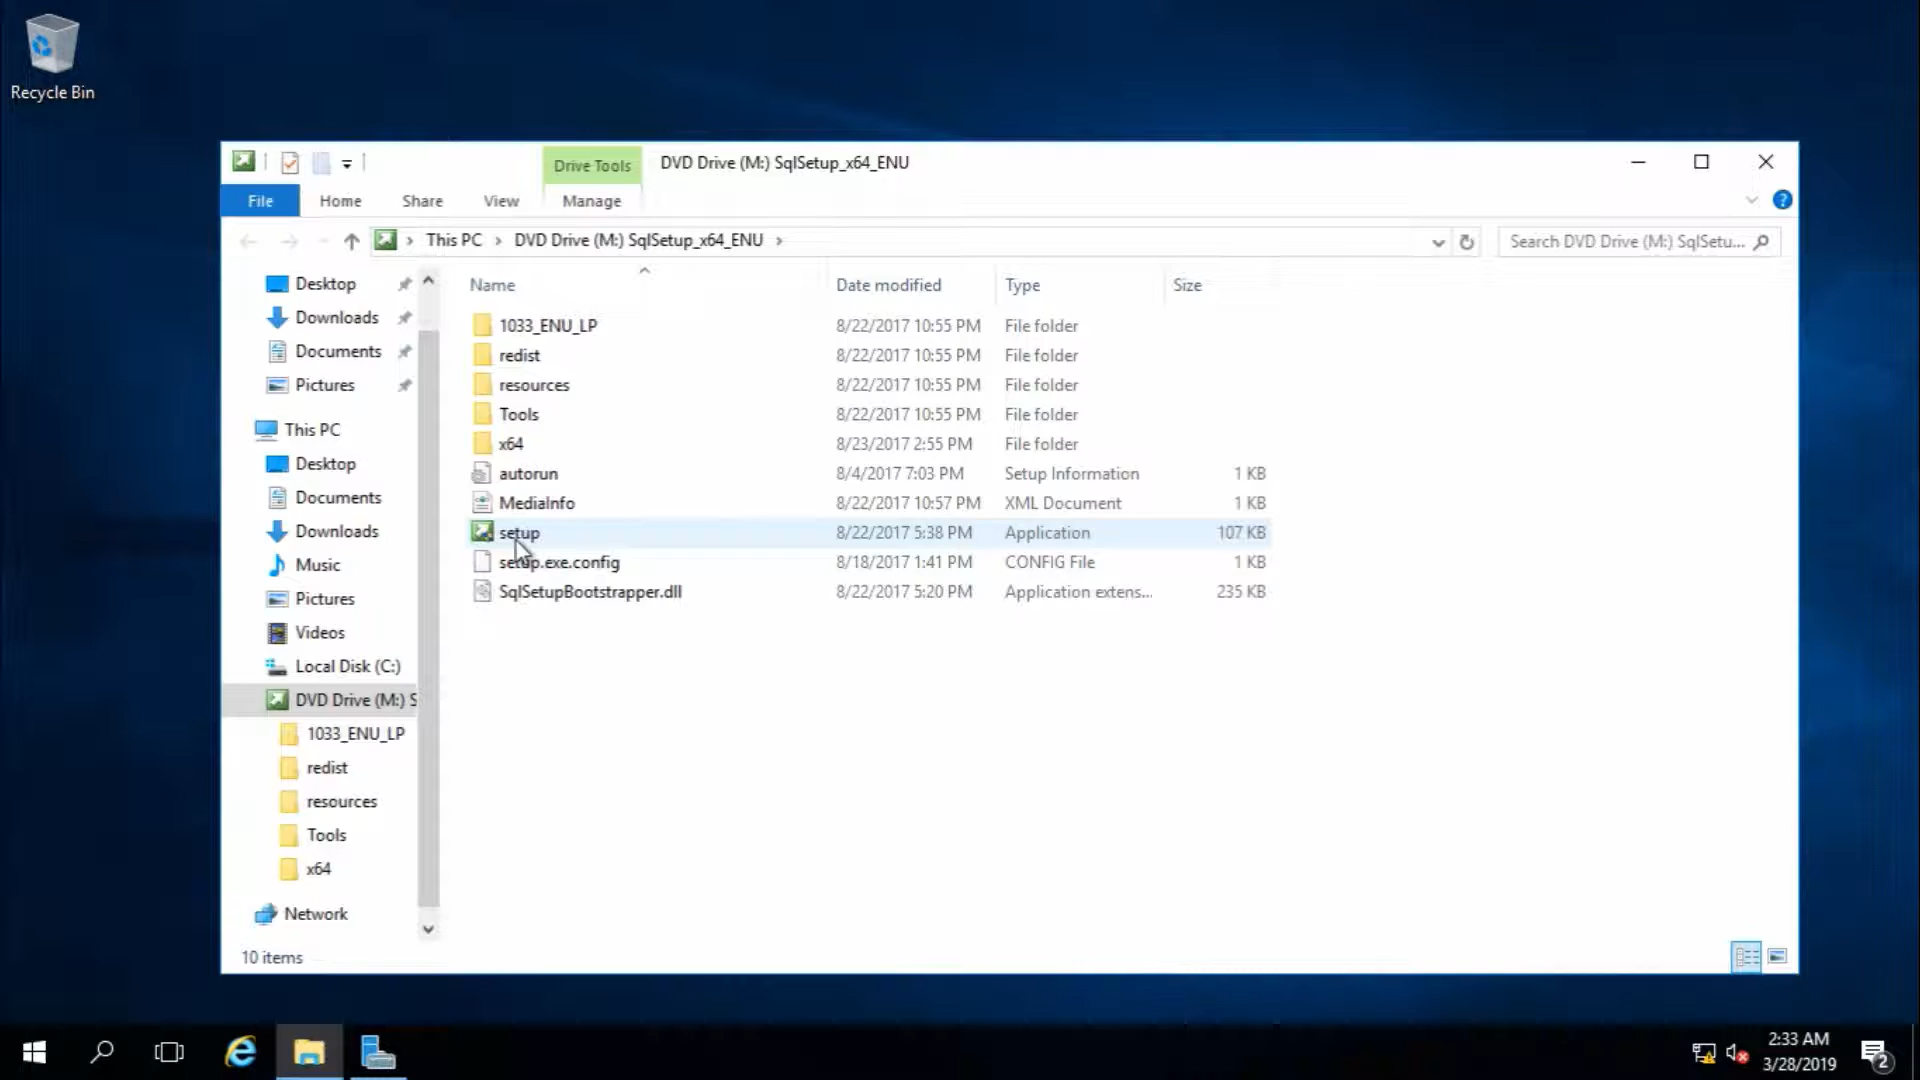 Recycle Bin
Drive Tools
DVD Drive (M:) SqlSetup_x64_ENU
File
Home
Share
View
Manage
This PC
DVD Drive (M:) SqlSetup_x64_ENU
Search DVD Drive (M:) SqlSetu...
Desktop
Downloads
Documents
Pictures
This PC
Desktop
Documents
Downloads
Music
Pictures
Videos
Local Disk (C:)
DVD Drive (M:) S
1033_ENU_LP
redist
resources
Tools
x64
Network
Name Date modified Type Size
1033_ENU_LP 8/22/2017 10:55 PM File folder
redist 8/22/2017 10:55 PM File folder
resources 8/22/2017 10:55 PM File folder
Tools 8/22/2017 10:55 PM File folder
x64 8/23/2017 2:55 PM File folder
autorun 8/4/2017 7:03 PM Setup Information 1 KB
MediaInfo 8/22/2017 10:57 PM XML Document 1 KB
setup 8/22/2017 5:38 PM Application 107 KB
setup.exe.config 8/18/2017 1:41 PM CONFIG File 1 KB
SqlSetupBootstrapper.dll 8/22/2017 5:20 PM Application extens... 235 KB
10 items
2:33 AM
3/28/2019
2